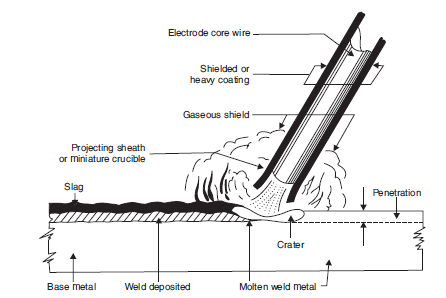 Electrode core wire
Shielded or
heavy coating
Gaseous shield
Projecting sheath
or miniature crucible
Slag
Penetration
Crater
Base metal
Weld deposited
Molten weld metal